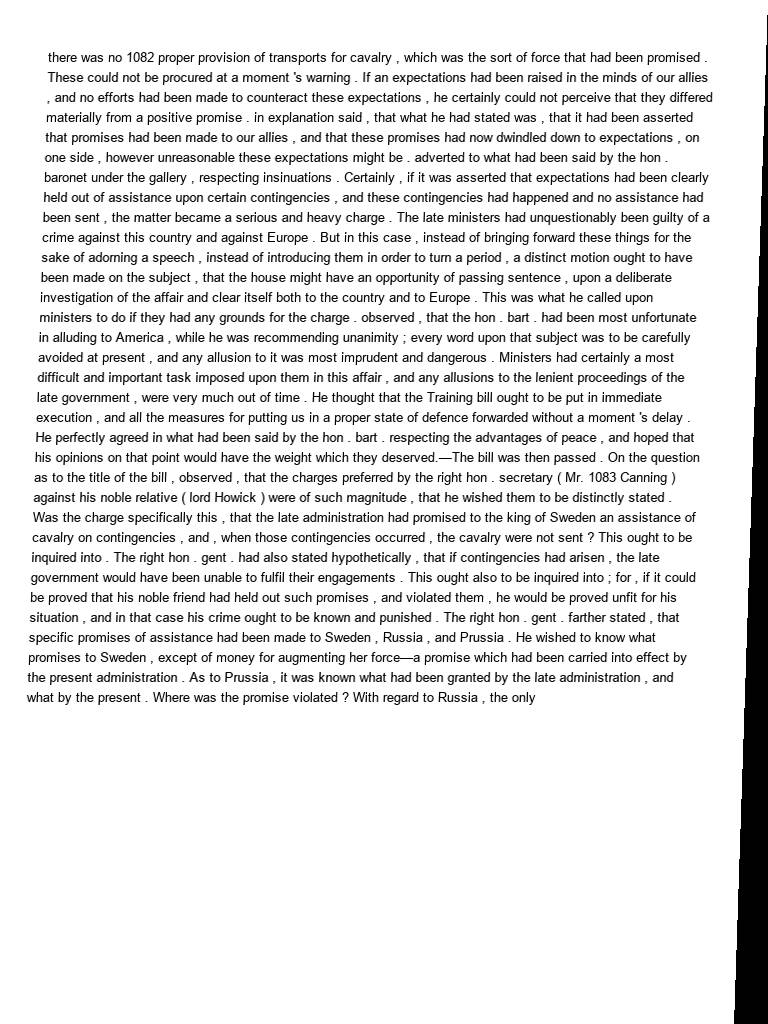 there was no 1082 proper provision of transports for cavalry , which was the sort of force that had been promised .
These could not be procured at a moment 's warning . If an expectations had been raised in the minds of our allies
, and no efforts had been made to counteract these expectations , he certainly could not perceive that they differed
materially from a positive promise . in explanation said , that what he had stated was , that it had been asserted
that promises had been made to our allies , and that these promises had now dwindled down to expectations , on
one side , however unreasonable these expectations might be . adverted to what had been said by the hon .
baronet under the gallery , respecting insinuations . Certainly , if it was asserted that expectations had been clearly
held out of assistance upon certain contingencies , and these contingencies had happened and no assistance had
been sent , the matter became a serious and heavy charge . The late ministers had unquestionably been guilty of a
crime against this country and against Europe . But in this case , instead of bringing forward these things for the
sake of adorning a speech , instead of introducing them in order to turn a period , a distinct motion ought to have
been made on the subject , that the house might have an opportunity of passing sentence , upon a deliberate
investigation of the affair and clear itself both to the country and to Europe . This was what he called upon
ministers to do if they had any grounds for the charge . observed , that the hon . bart . had been most unfortunate
in alluding to America , while he was recommending unanimity ; every word upon that subject was to be carefully
avoided at present , and any allusion to it was most imprudent and dangerous . Ministers had certainly a most
difficult and important task imposed upon them in this affair , and any allusions to the lenient proceedings of the
late government , were very much out of time . He thought that the Training bill ought to be put in immediate
execution , and all the measures for putting us in a proper state of defence forwarded without a moment 's delay .
He perfectly agreed in what had been said by the hon . bart . respecting the advantages of peace , and hoped that
his opinions on that point would have the weight which they deserved.—The bill was then passed . On the question
as to the title of the bill , observed , that the charges preferred by the right hon . secretary ( Mr. 1083 Canning )
against his noble relative ( lord Howick ) were of such magnitude , that he wished them to be distinctly stated .
Was the charge specifically this , that the late administration had promised to the king of Sweden an assistance of
cavalry on contingencies , and , when those contingencies occurred , the cavalry were not sent ? This ought to be
inquired into . The right hon . gent . had also stated hypothetically , that if contingencies had arisen , the late
government would have been unable to fulfil their engagements . This ought also to be inquired into ; for , if it could
be proved that his noble friend had held out such promises , and violated them , he would be proved unfit for his
situation , and in that case his crime ought to be known and punished . The right hon . gent . farther stated , that
specific promises of assistance had been made to Sweden , Russia , and Prussia . He wished to know what
promises to Sweden , except of money for augmenting her force—a promise which had been carried into effect by
the present administration . As to Prussia , it was known what had been granted by the late administration , and
what by the present . Where was the promise violated ? With regard to Russia , the only